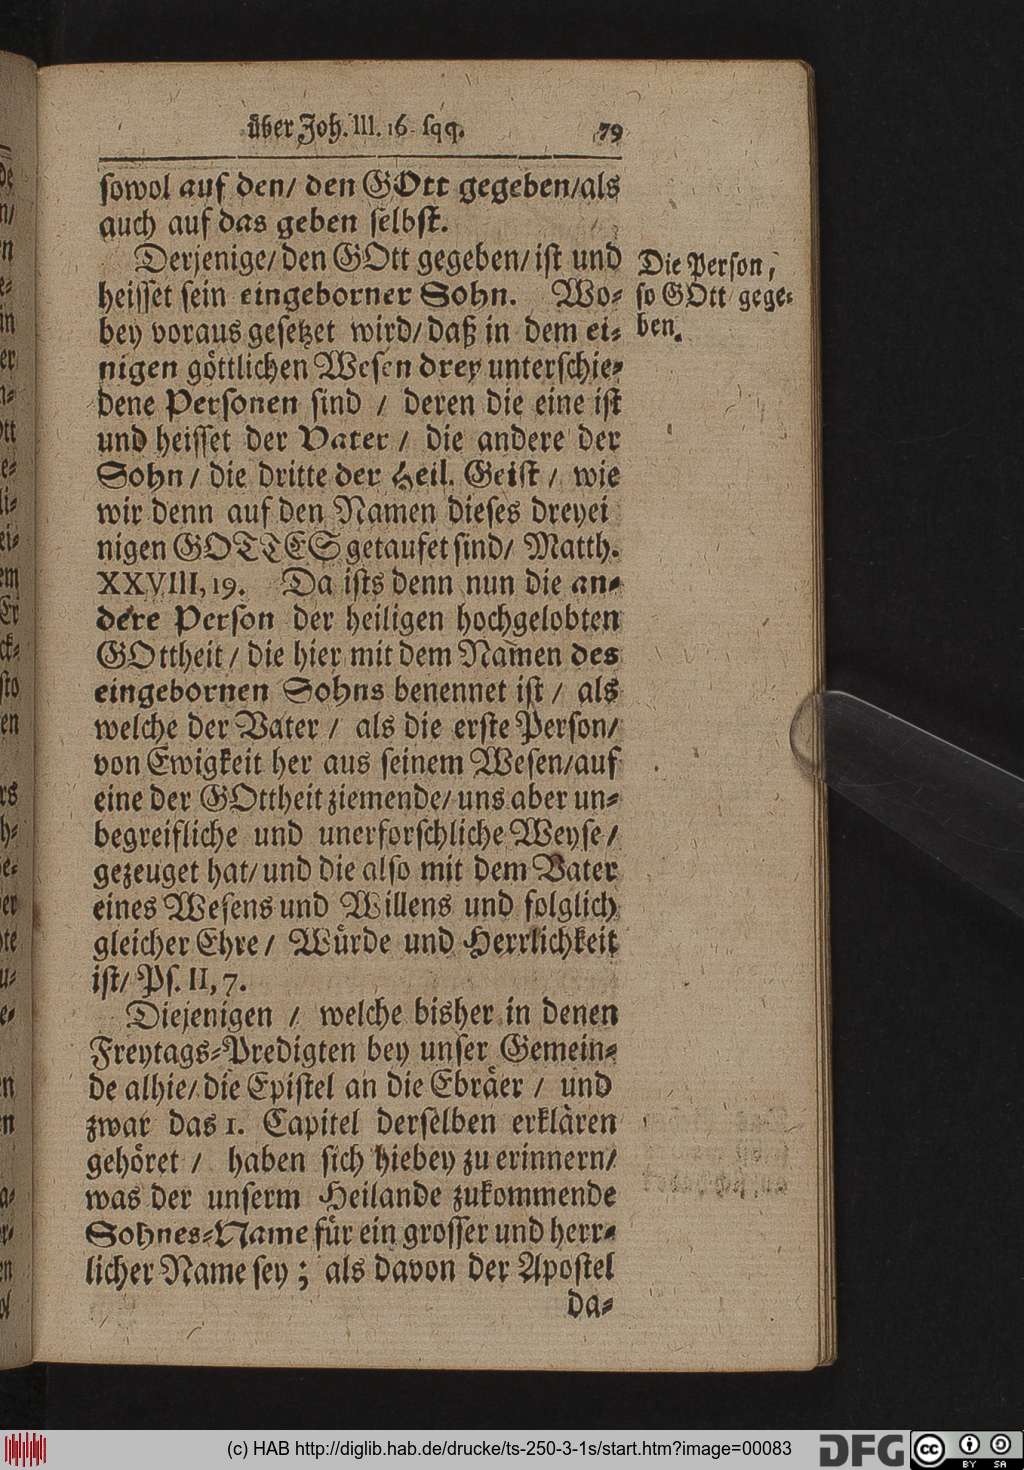 über Joh. III. 16. sqq. 79
sowol auf den/ den GOtt gegeben/als
auch auf das geben selbst.
Derjenige/ den GOtt gegeben/ ist und
heisset sein eingeborner Sohn. Wo-
bey voraus gesetzet wird/ daß in dem ei-
nigen göttlichen Wesen drey unterschie-
dene Personen sind / deren die eine ist
und heisset der Vater / die andere der
Sohn / die dritte der Heil. Geist / wie
wir denn auf den Namen dieses dreyei
nigen GOTTES getaufet sind/ Matth.
XXVIII, 19. Da ists denn nun die an-
dere Person der heiligen hochgelobten
GOttheit / die hier mit dem Namen des
eingebornen Sohns benennet ist / als
welche der Vater / als die erste Person/
von Ewigkeit her aus seinem Wesen/auf
eine der GOttheit ziemende/ uns aber un-
begreifliche und unerforschliche Weyse /
gezeuget hat/ und die also mit dem Vater
eines Wesens und Willens und folglich
gleicher Ehre / Würde und Herrlichkeit
ist/ Ps. II, 7.
Diejenigen / welche bisher in denen
Freytags-Predigten bey unser Gemein-
de alhie/ die Epistel an die Ebräer / und
zwar das 1. Capitel derselben erklären
gehöret / haben sich hiebey zu erinnern/
was der unserm Heilande zukommende
Sohnes-Name für ein grosser und herr-
licher Name sey ; als davon der Apostel
da-
Die Person,
so GOtt gege-
ben.
(c) HAB http://diglib.hab.de/drucke/ts-250-3-1s/start.htm?image=00083
DFG
cc BY SA